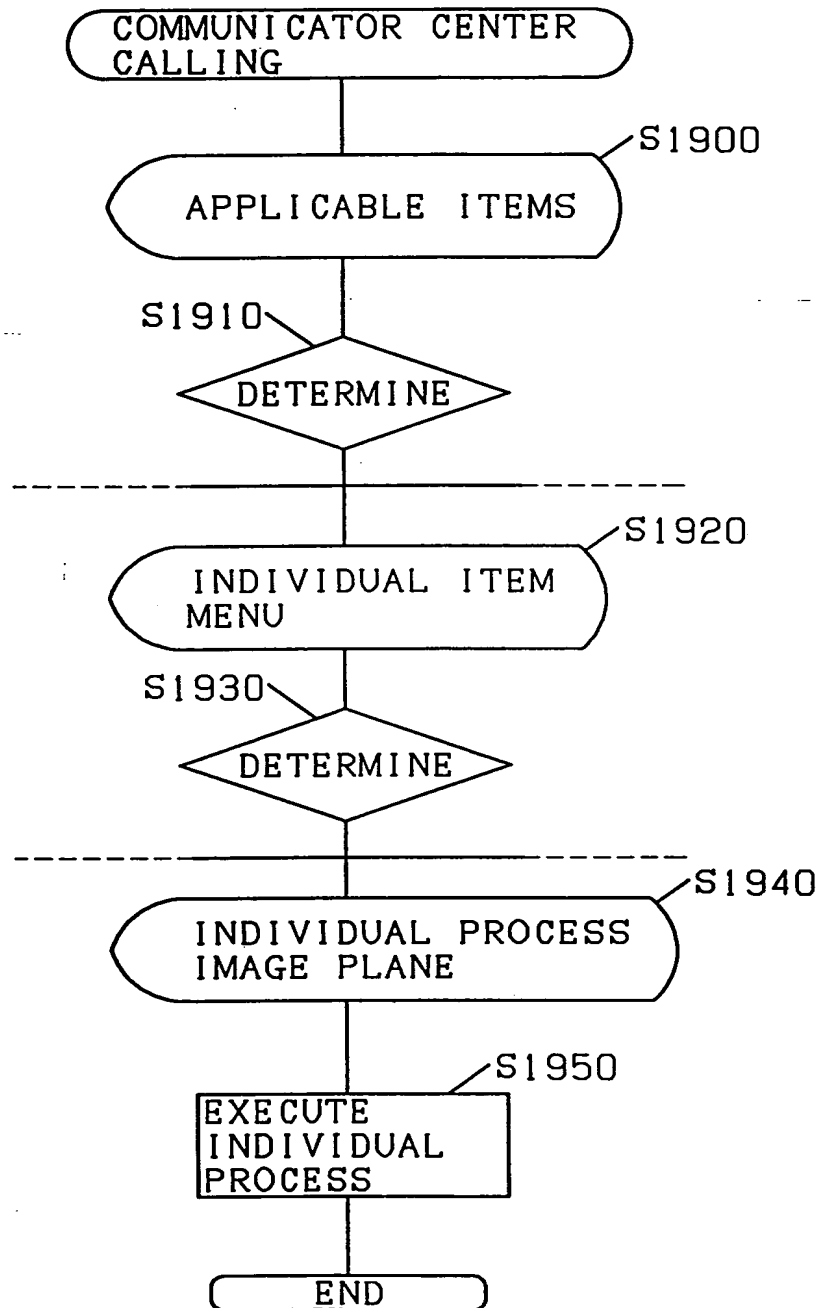 COMMUNICATOR CENTER
CALLING
S1900
APPLICABLE ITEMS
S1910
DETERMINE
S1920
INDIVIDUAL ITEM
MENU
S1930
DETERMINE
S1940
INDIVIDUAL PROCESS
IMAGE PLANE
S1950
EXECUTE
INDIVIDUAL
PROCESS
END